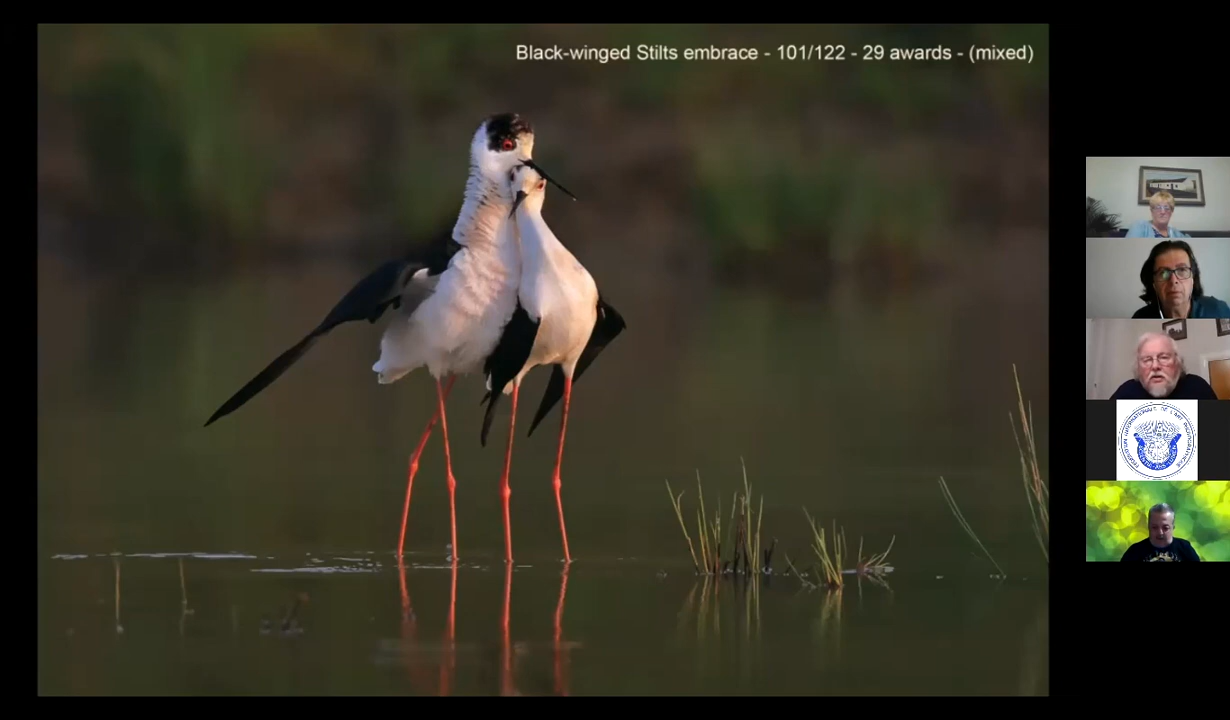 Black-winged Stilts embrace - 101/122 - 29 awards - (mixed)